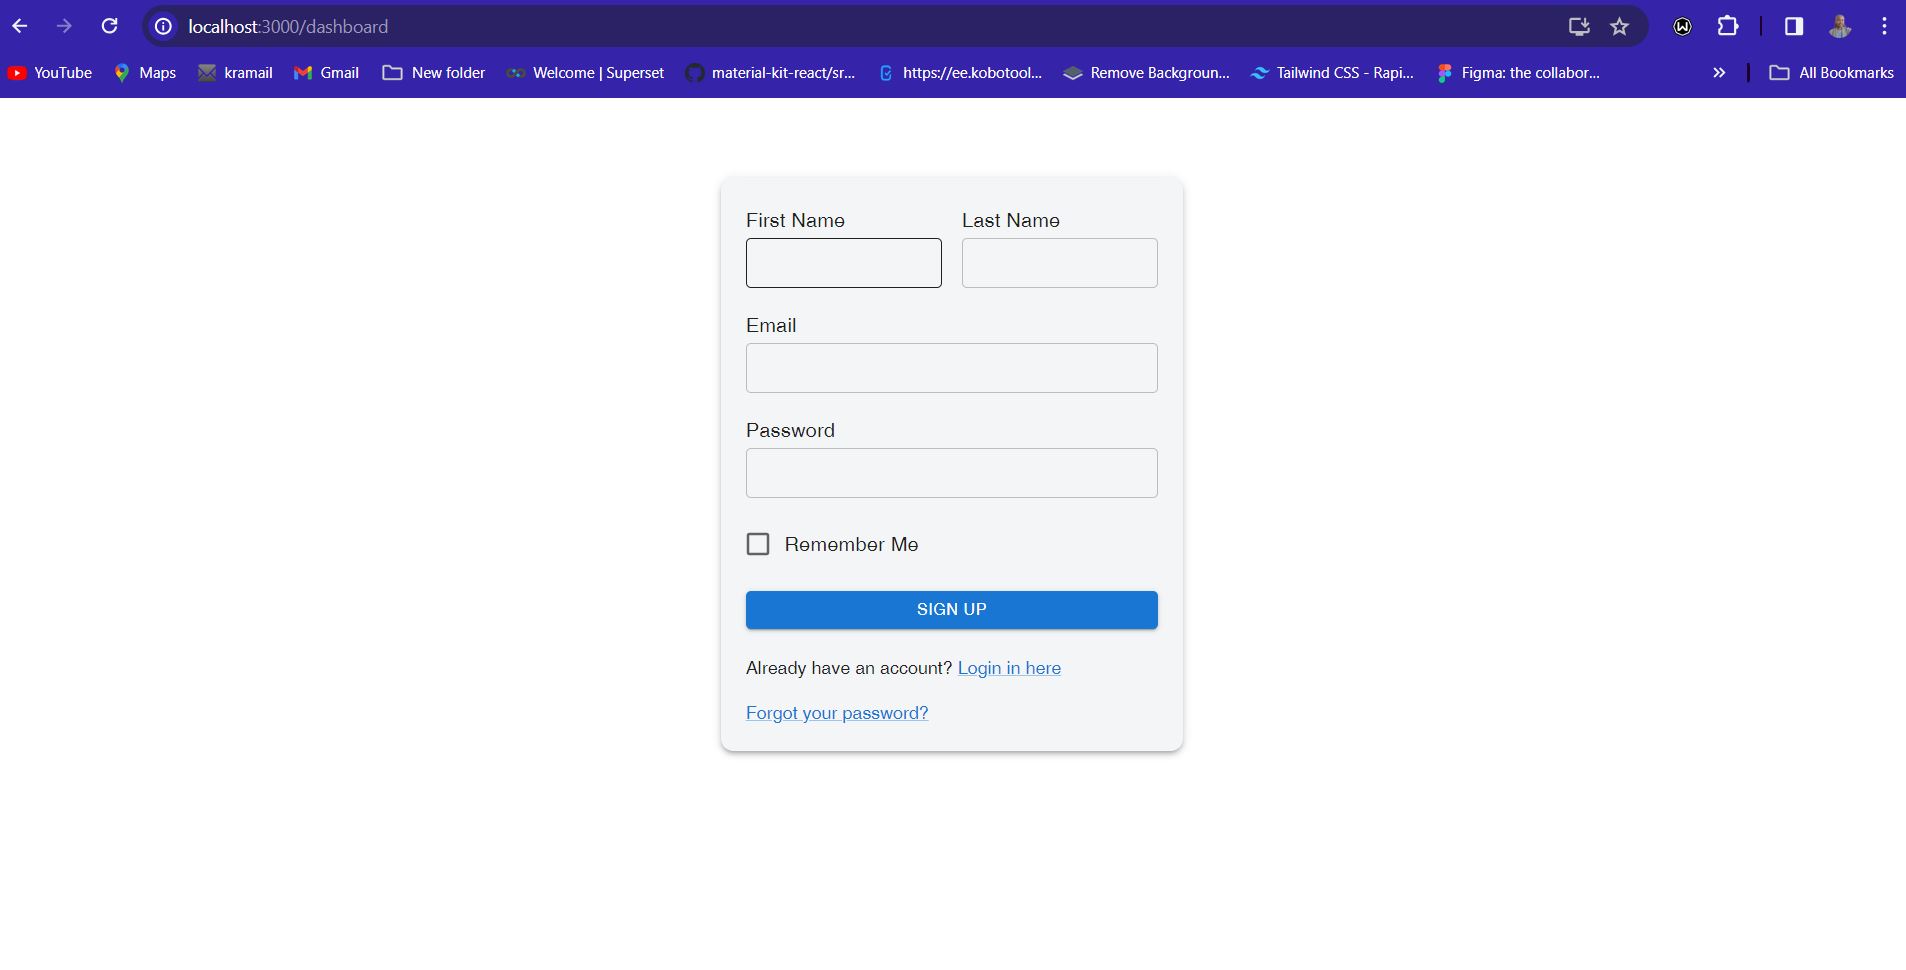 localhost:3000/dashboard
YouTube Maps kramail Gmail New folder Welcome | Superset material-kit-react/sr... https://ee.kobotool... Remove Backgroun... Tailwind CSS - Rapi... Figma: the collabor... » All Bookmarks
First Name Last Name
Email
Password
Remember Me
SIGN UP
Already have an account? Login in here
Forgot your password?